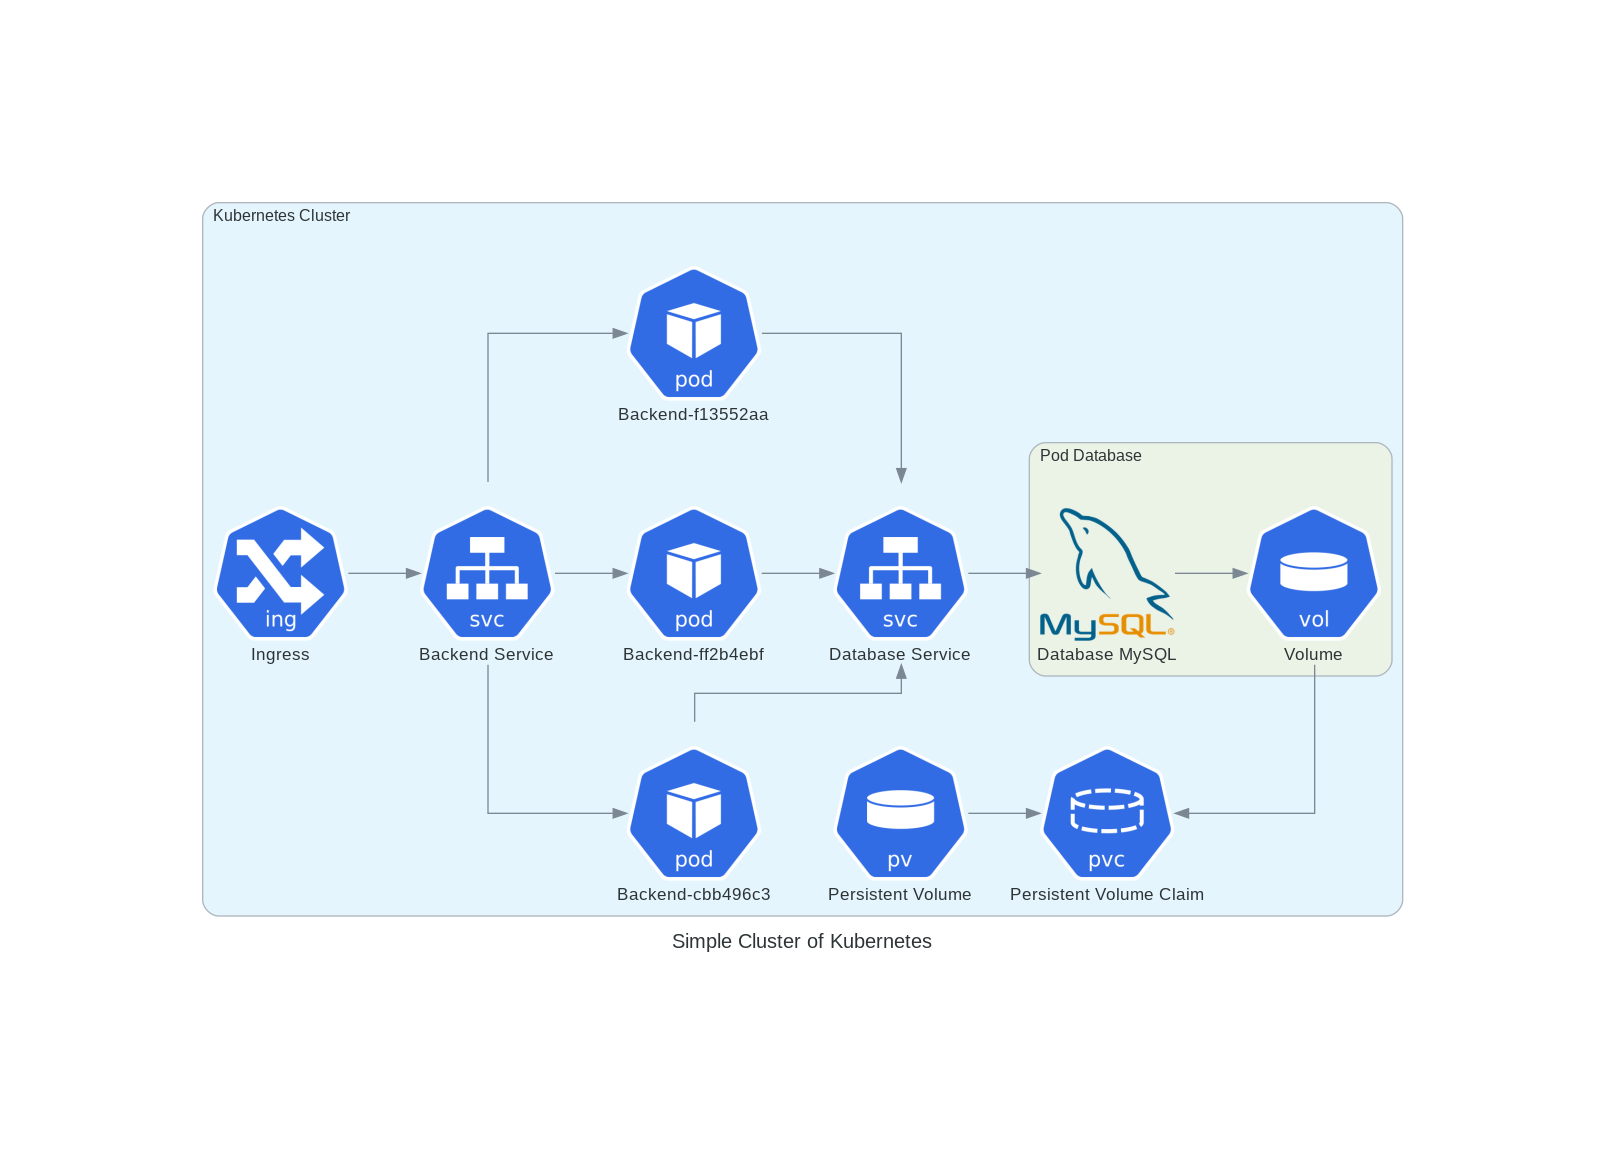 Kubernetes Cluster
pod
Backend-f13552aa
Pod Database
ing
Ingress
svc
Backend Service
pod
Backend-ff2b4ebf
svc
Database Service
MySQL®
Database MySQL
vol
Volume
pod
Backend-cbb496c3
pv
Persistent Volume
pvc
Persistent Volume Claim
Simple Cluster of Kubernetes